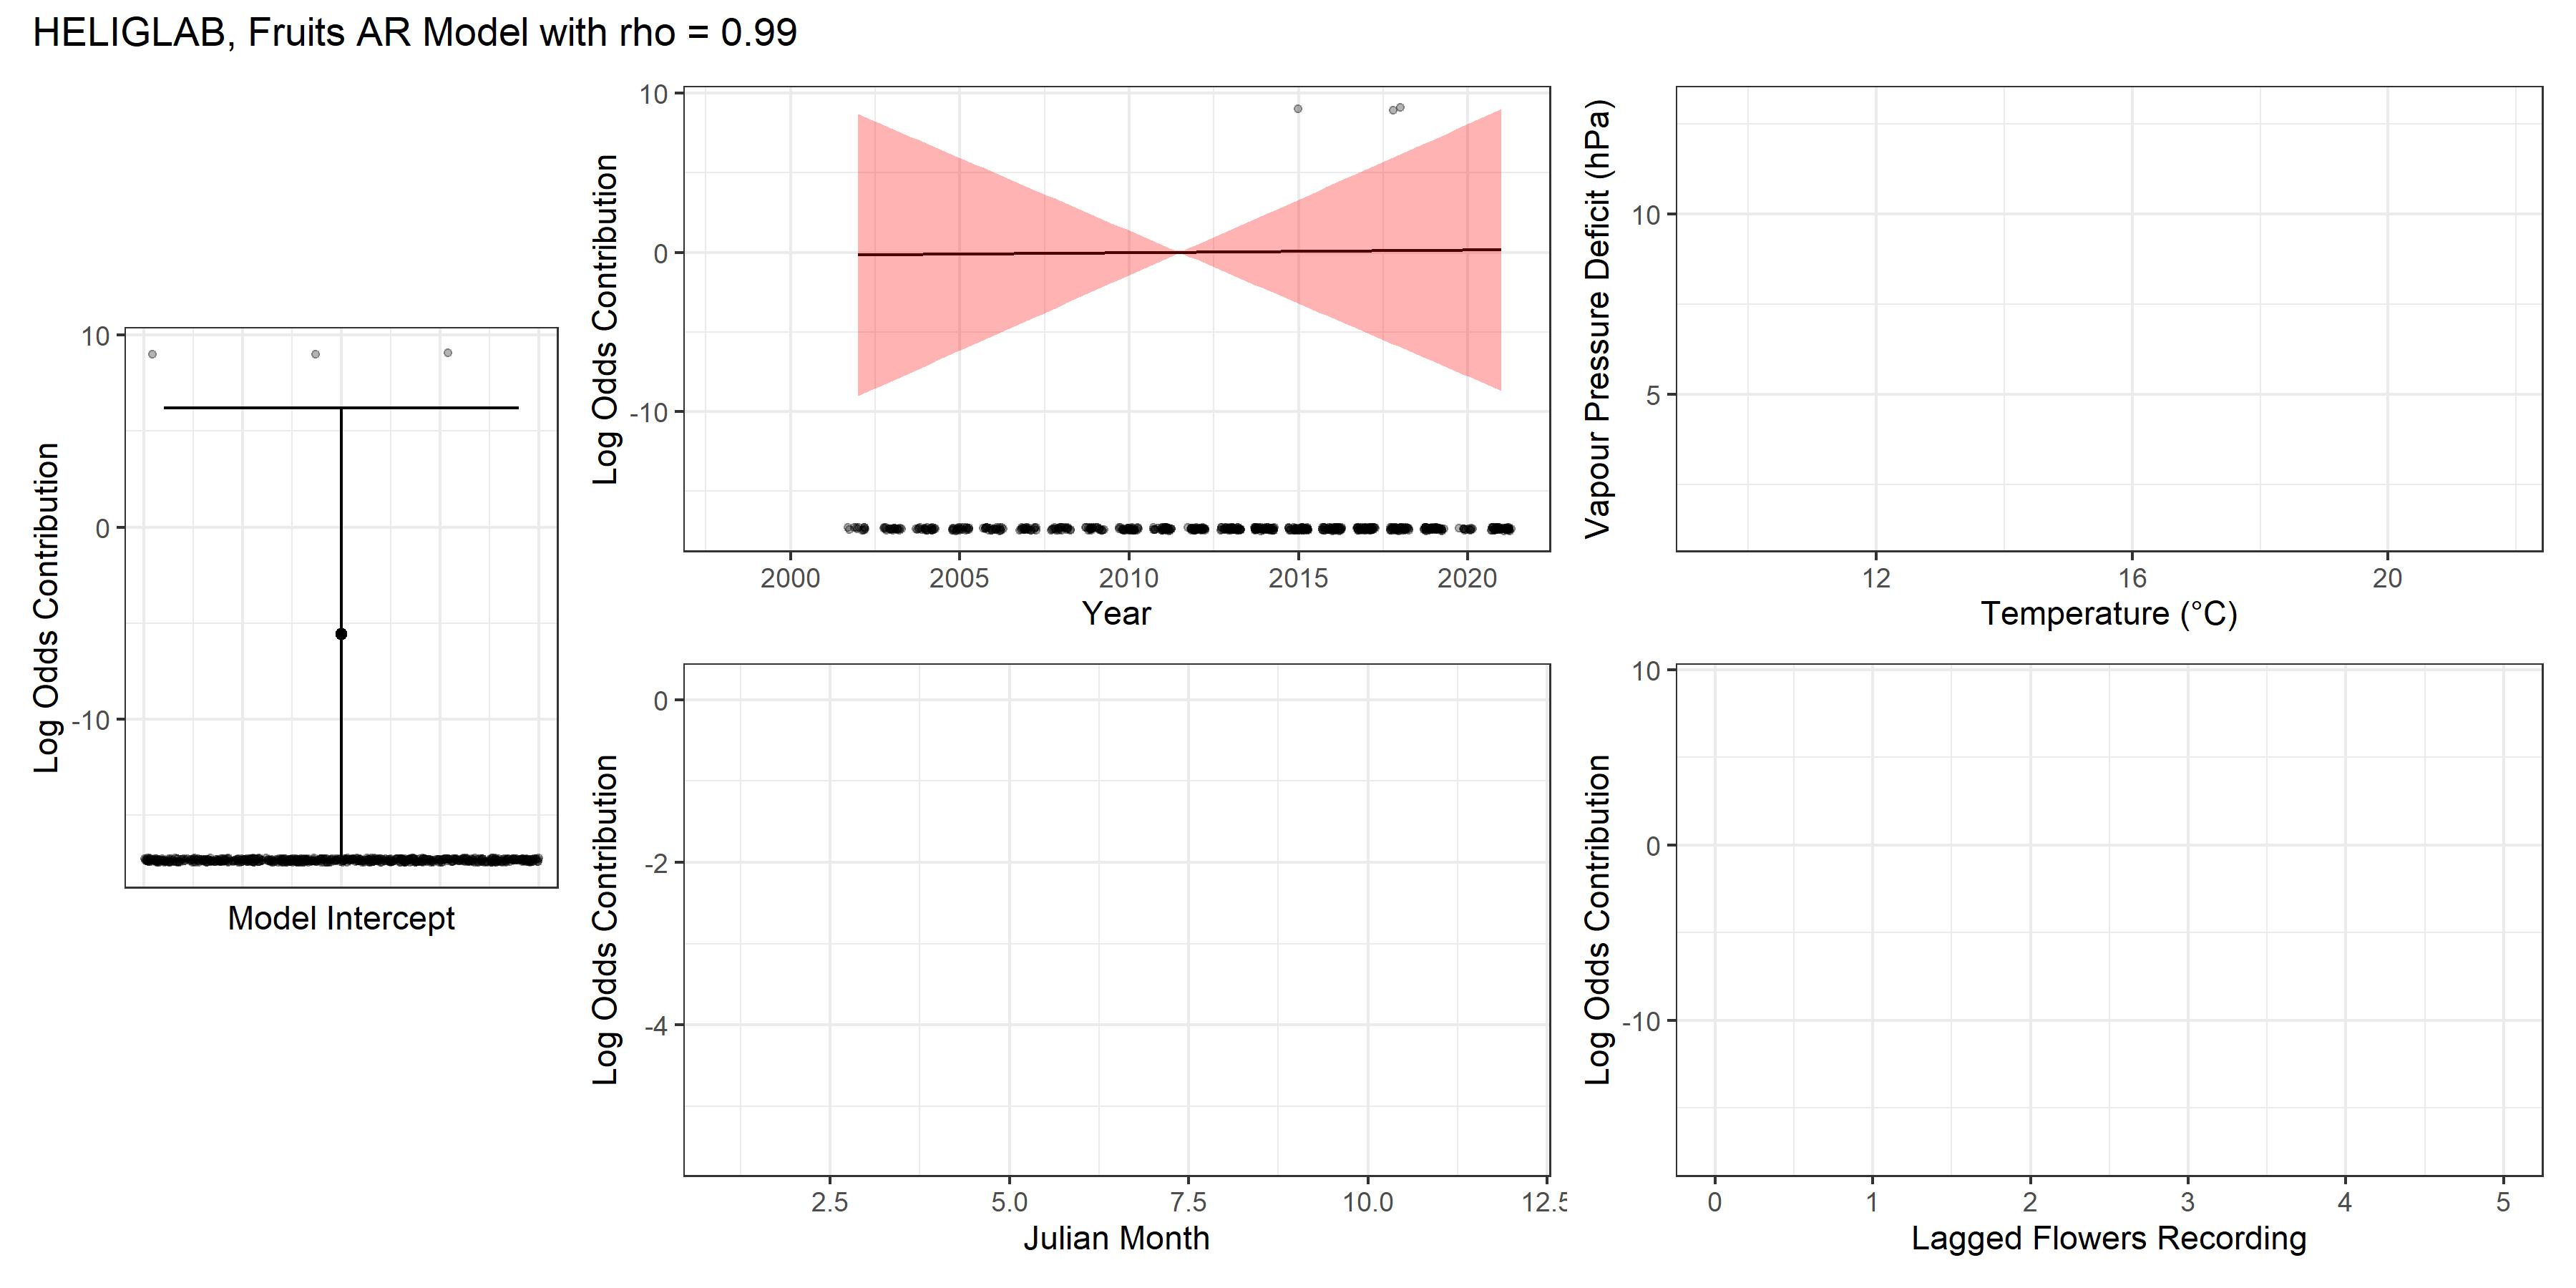 HELIGLAB, Fruits AR Model with rho = 0.99
Log Odds Contribution
10
0
-10
Model Intercept
Log Odds Contribution
10
0
-10
2000 2005 2010 2015 2020
Year
Vapour Pressure Deficit (hPa)
10
5
12 16 20
Temperature (°C)
Log Odds Contribution
0
-2
-4
2.5 5.0 7.5 10.0 12.5
Julian Month
Log Odds Contribution
10
0
-10
0 1 2 3 4 5
Lagged Flowers Recording